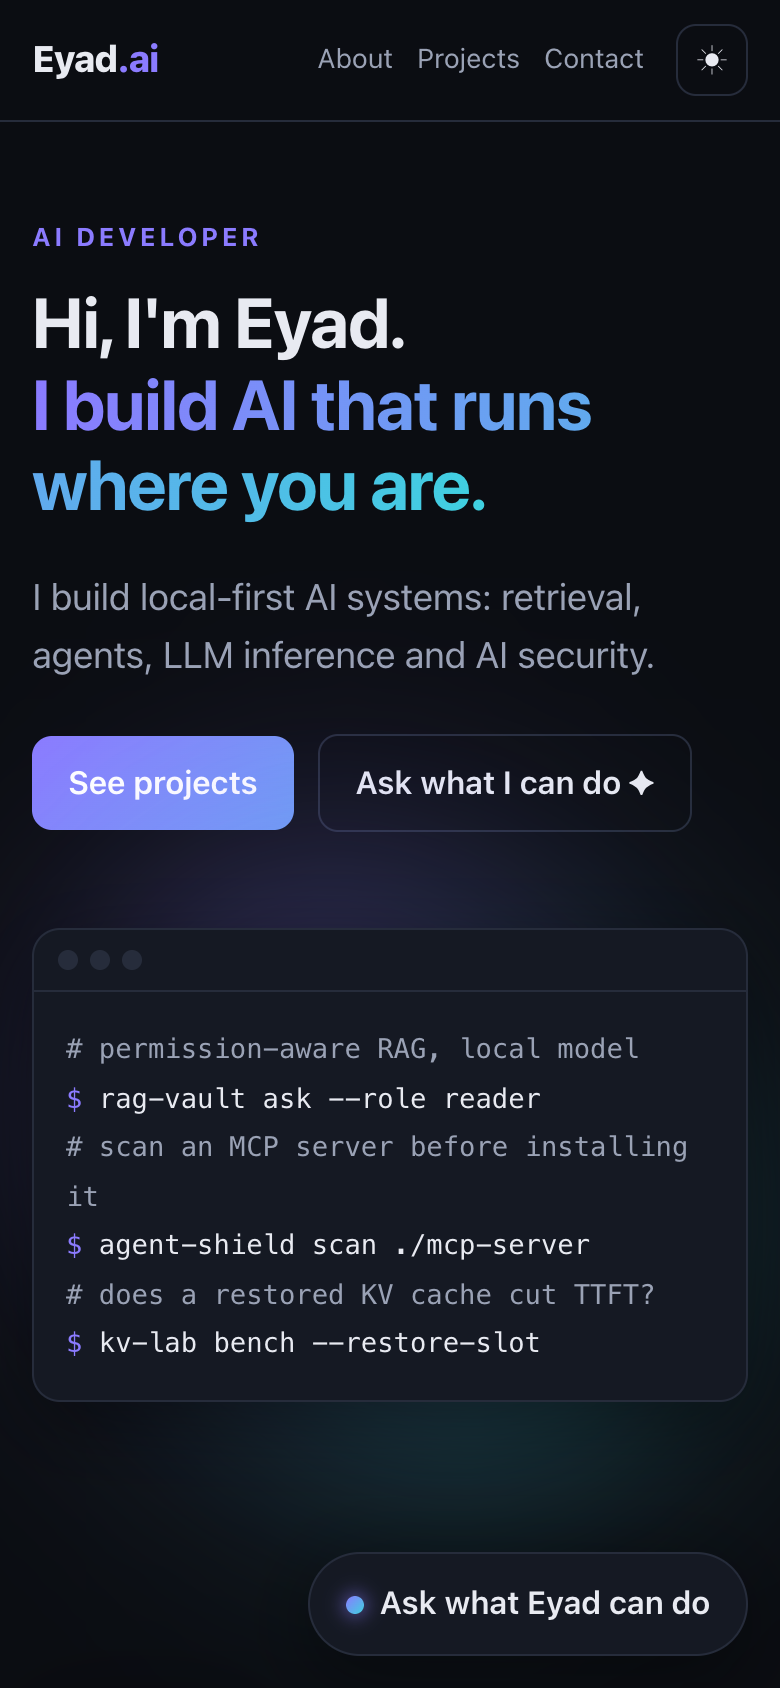 Eyad.ai
About Projects Contact
AI DEVELOPER
Hi, I'm Eyad.
I build AI that runs
where you are.
I build local-first AI systems: retrieval,
agents, LLM inference and AI security.
See projects
Ask what I can do ✦
# permission-aware RAG, local model
$ rag-vault ask --role reader
# scan an MCP server before installing
it
$ agent-shield scan ./mcp-server
# does a restored KV cache cut TTFT?
$ kv-lab bench --restore-slot
Ask what Eyad can do